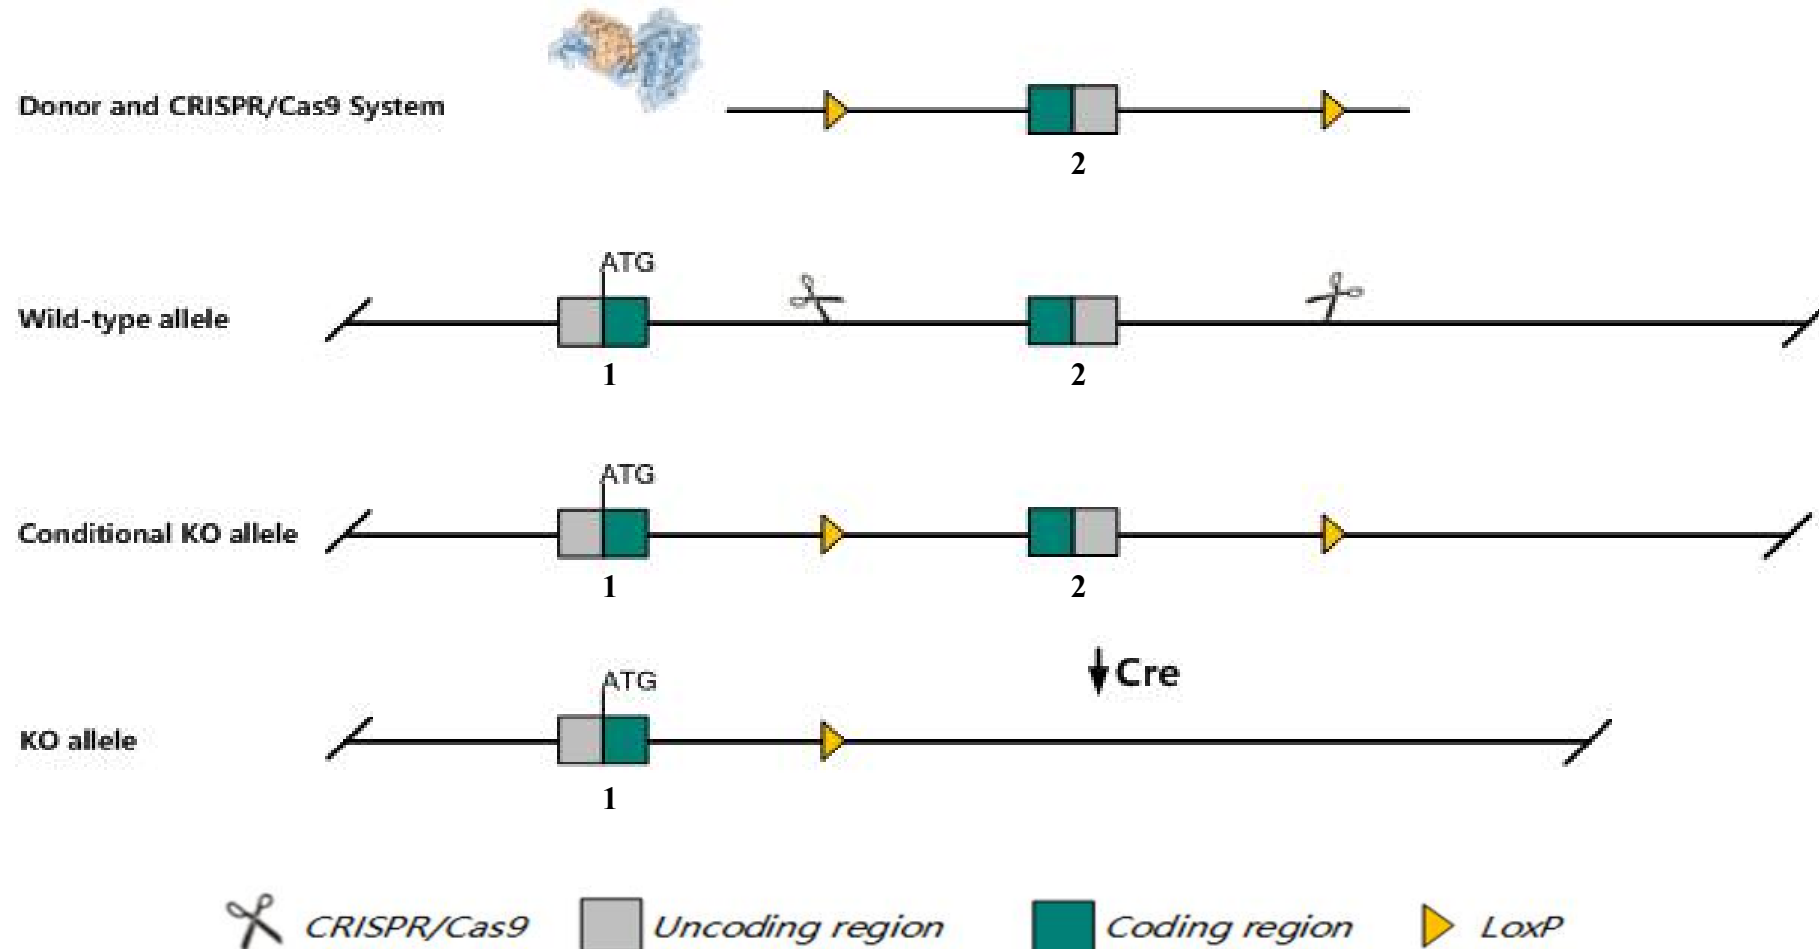 Donor and CRISPR/Cas9 System
2
ATG
Wild-type allele
1 2
ATG
Conditional KO allele
1 2
Cre
ATG
KO allele
1
CRISPR/Cas9 Uncoding region Coding region LoxP